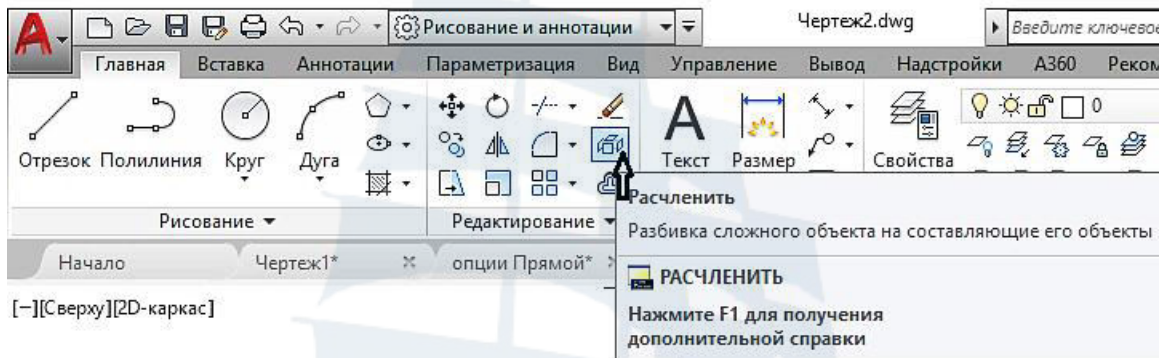 Рисование и аннотации
Чертеж2.dwg
Введите ключевое
Главная Вставка Аннотации Параметризация Вид Управление Вывод Надстройки A360 Реком
0
Отрезок Полилиния Круг Дуга Текст Размер Свойства
Рисование Редактирование
Расчленить
Разбивка сложного объекта на составляющие его объекты
Начало Чертеж1* опции Прямой*
РАСЧЛЕНИТЬ
[−][Сверху][2D-каркас]
Нажмите F1 для получения
дополнительной справки